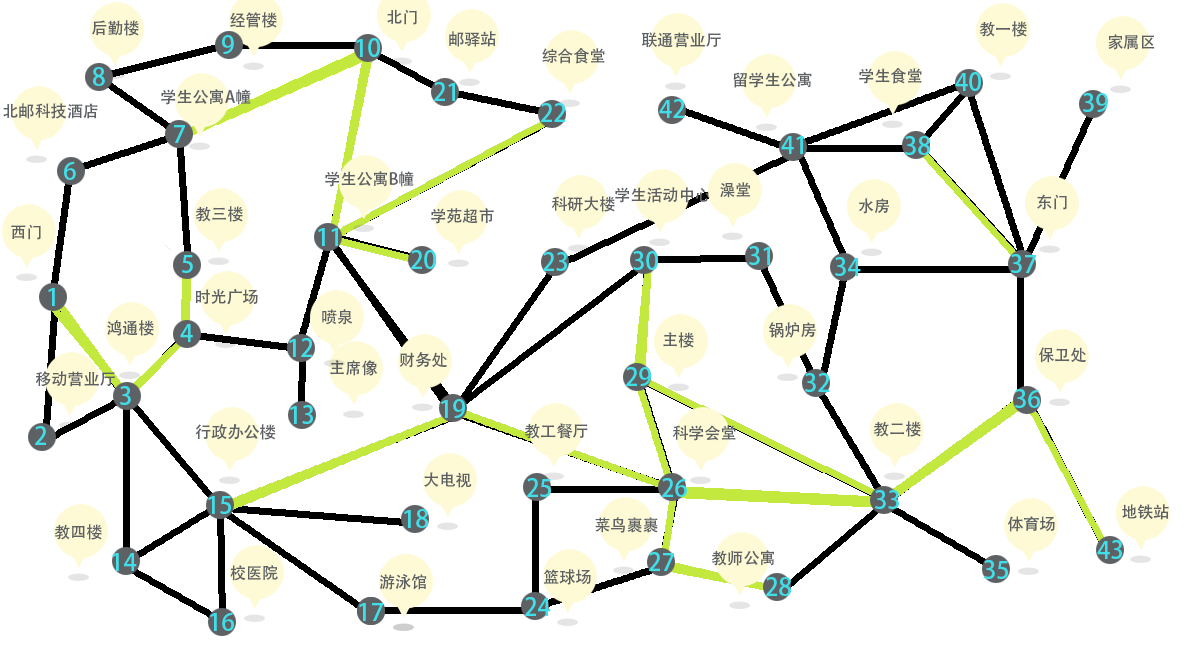 北门
经管楼
后勤楼
邮驿站
联通营业厅
教一楼
家属区
9
10
综合食堂
8
留学生公寓
学生食堂
40
21
学生公寓A幢
39
北邮科技酒店
22
42
7
41
38
6
学生公寓B幢
学生活动中心
澡堂
科研大楼
东门
水房
教三楼
学苑超市
西门
11
20
23
30
31
5
34
37
1
时光广场
喷泉
鸿通楼
4
锅炉房
主楼
12
保卫处
财务处
主席像
移动营业厅
29
32
3
19
36
13
2
行政办公楼
教工餐厅
科学会堂
教二楼
大电视
25
26
33
15
地铁站
18
菜鸟裹裹
体育场
教四楼
43
教师公寓
14
27
35
校医院
游泳馆
篮球场
28
17
24
16